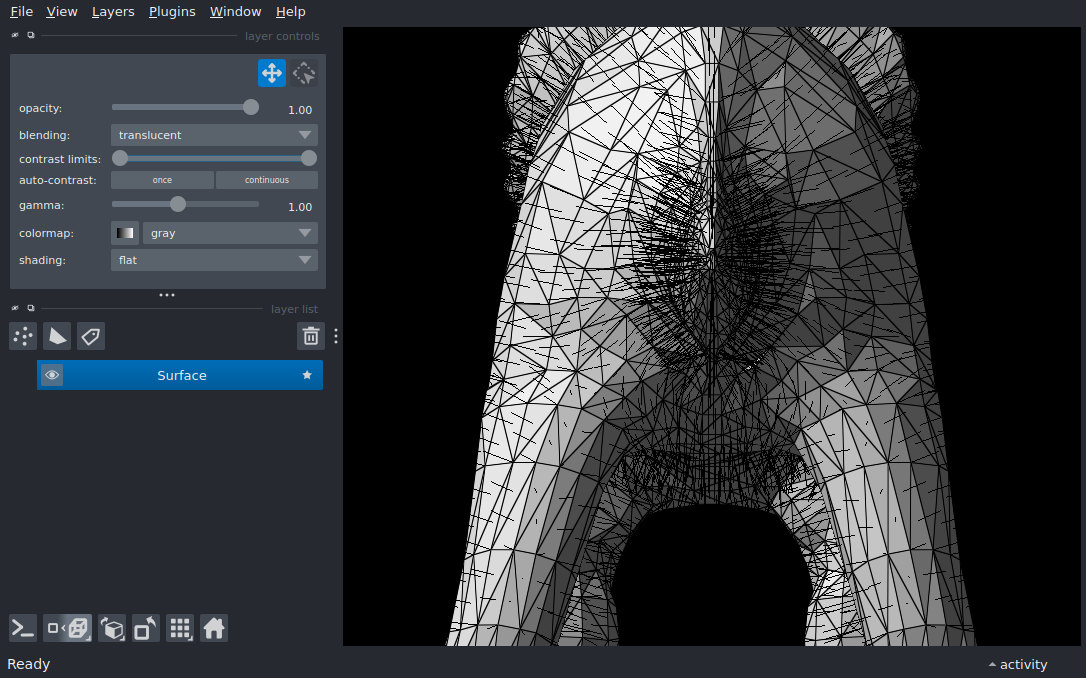 File View Layers Plugins Window Help
layer controls
opacity: 1.00
blending: translucent
contrast limits:
auto-contrast: once continuous
gamma: 1.00
colormap: gray
shading: flat
layer list
Surface
Ready activity